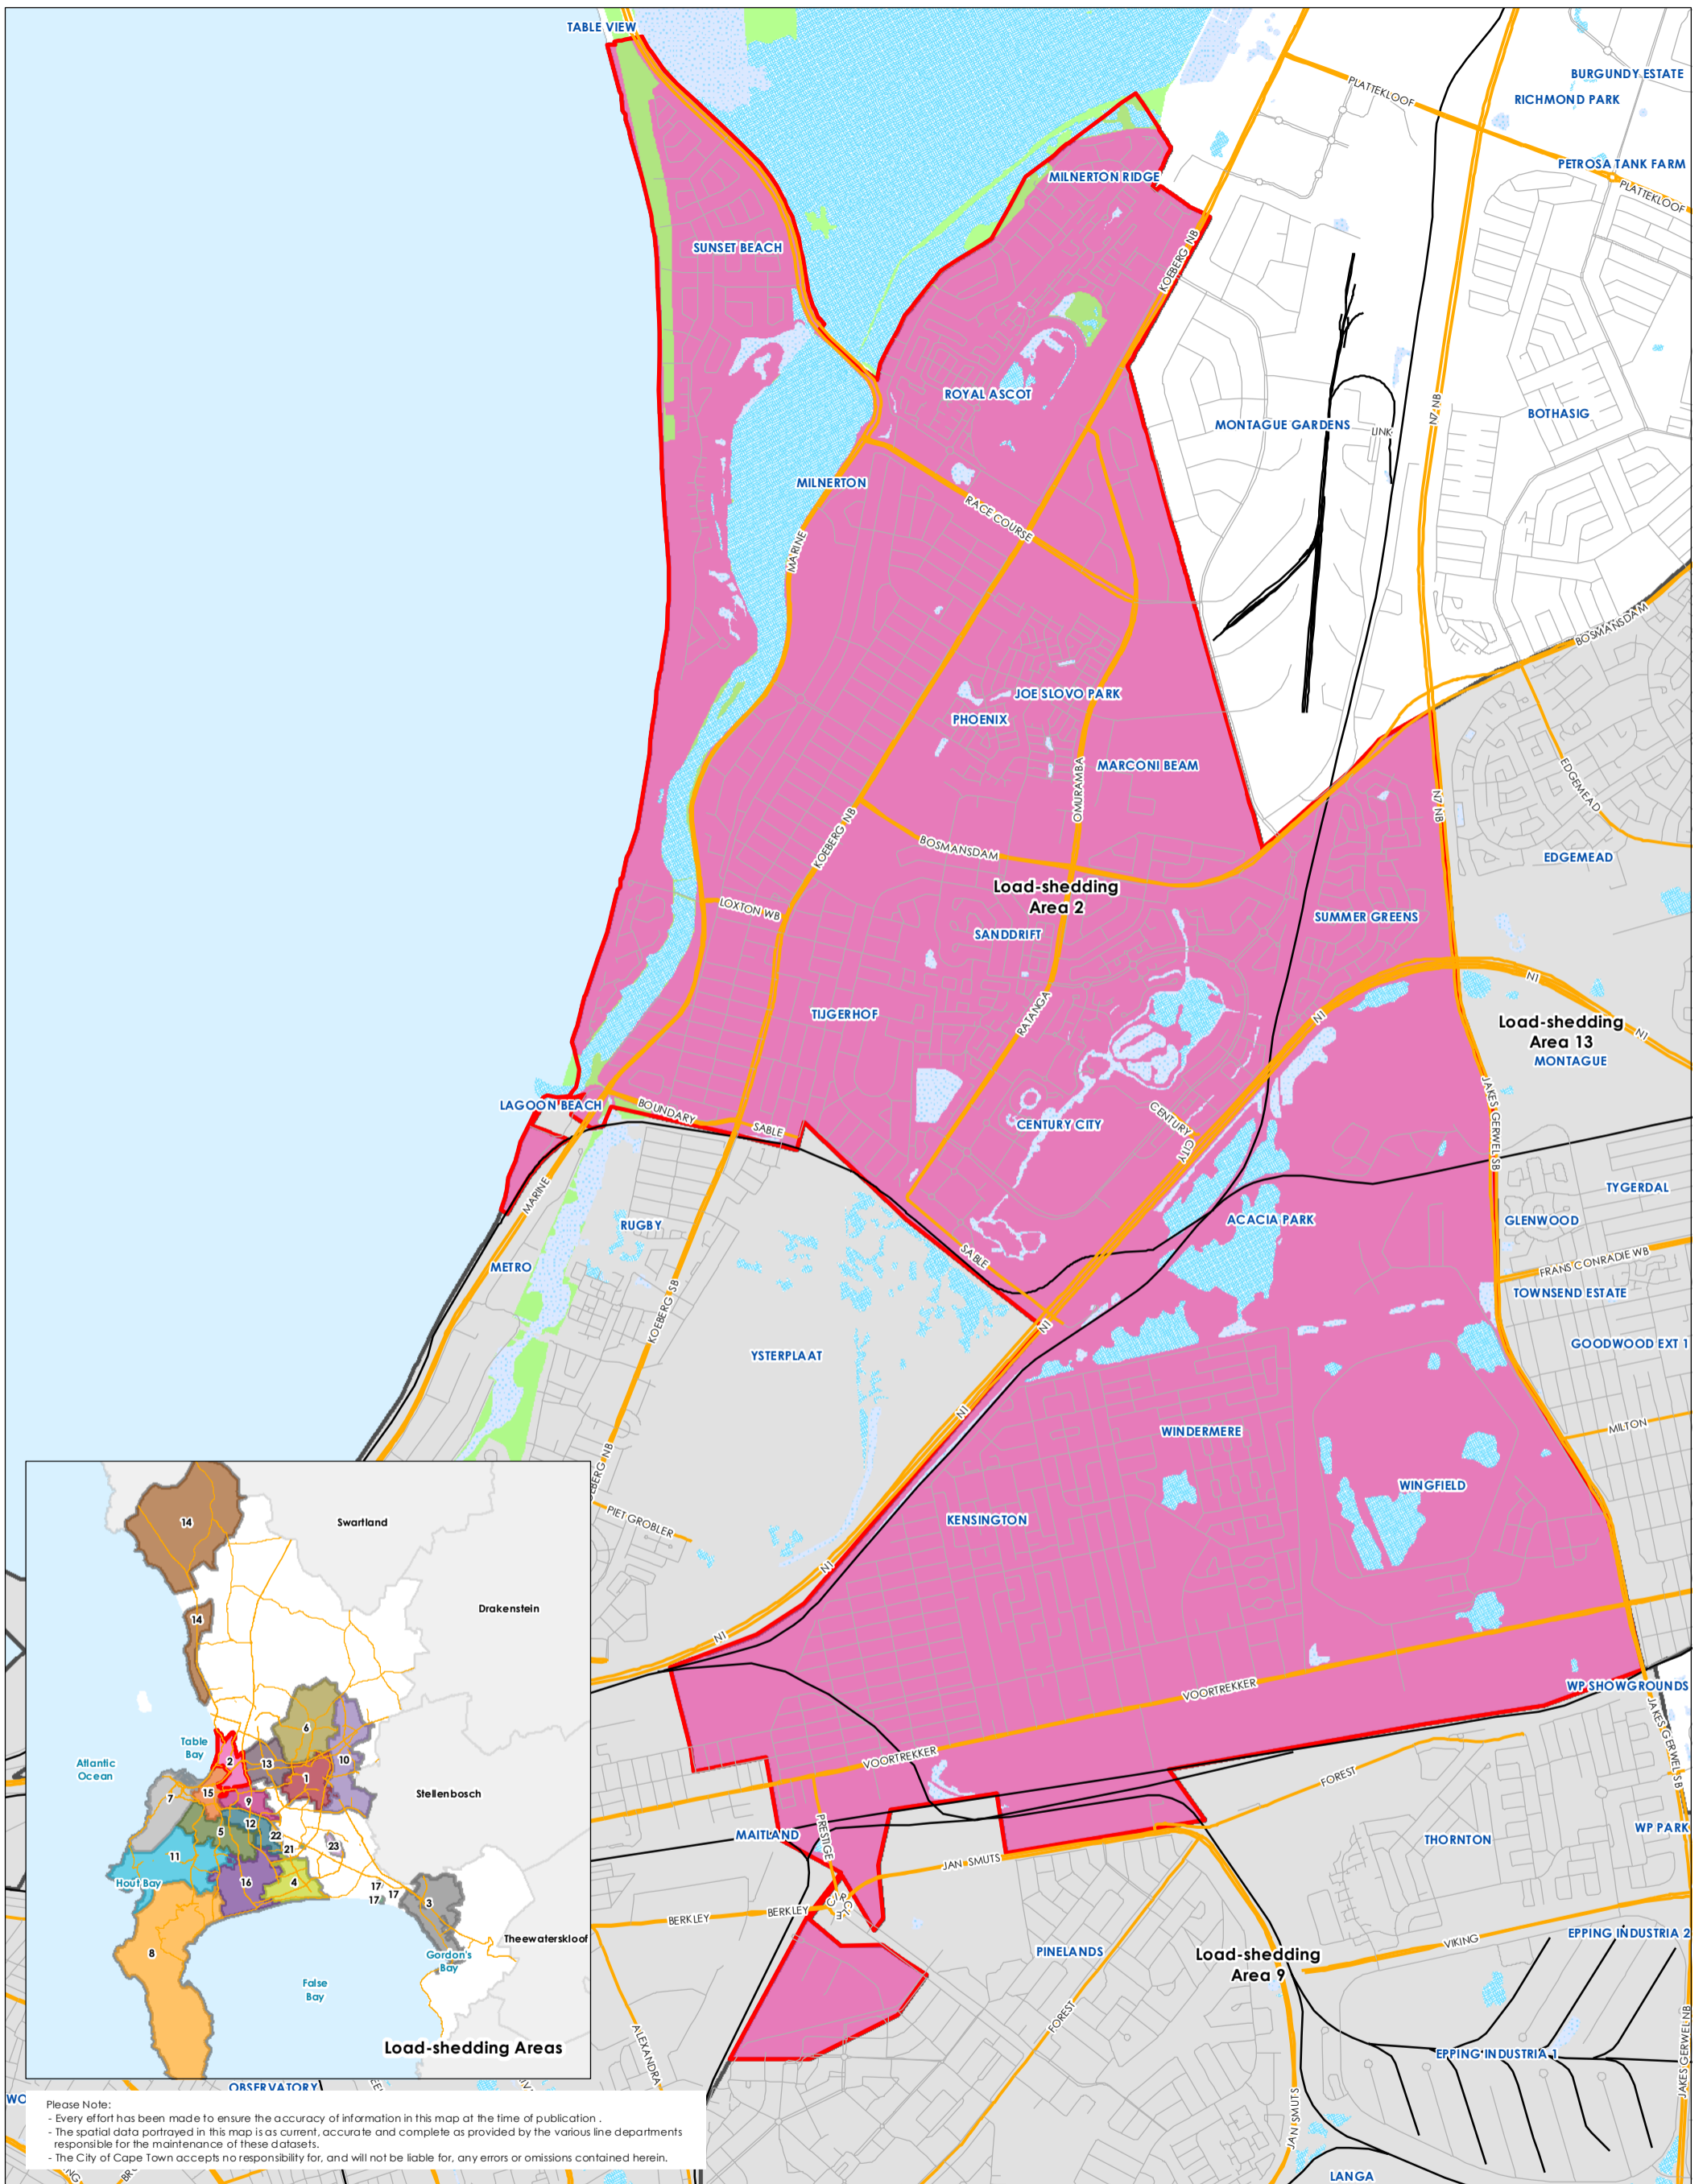 TABLE VIEW
BURGUNDY ESTATE
RICHMOND PARK
PLATTEKLOOF
PETROSA TANK FARM
PLATTEKLOOF
MILNERTON RIDGE
SUNSET BEACH
KOEBERG NB
ROYAL ASCOT
MONTAGUE GARDENS
LINK
N7 NB
BOTHASIG
MILNERTON
RACE COURSE
MARINE
BOSMANSDAM
JOE SLOVO PARK
PHOENIX
MARCONI BEAM
OMURAMBA
N7 NB
EDGEMEAD
KOEBERG NB
BOSMANSDAM
EDGEMEAD
Load-shedding
Area 2
LOXTON WB
SUMMER GREENS
SANDDRIFT
N1
TIJGERHOF
RATANGA
N1
Load-shedding
Area 13
N1
MONTAGUE
LAGOON BEACH
BOUNDARY
SABLE
CENTURY CITY
CENTURY
CITY
JAKES GERWEL SB
MARINE
TYGERDAL
RUGBY
ACACIA PARK
GLENWOOD
METRO
SABLE
FRANS CONRADIE WB
TOWNSEND ESTATE
KOEBERG SB
N1
GOODWOOD EXT 1
YSTERPLAAT
N1
WINDERMERE
MILTON
WINGFIELD
PIET GROBLER
KENSINGTON
N1
N1
VOORTREKKER
WP SHOWGROUNDS
JAKES GERWEL SB
VOORTREKKER
FOREST
MAITLAND
PRESTIGE
JAN SMUTS
THORNTON
WP PARK
CIRCLE
BERKLEY
BERKLEY
PINELANDS
Load-shedding
Area 9
VIKING
EPPING INDUSTRIA 2
FOREST
ALEXANDRA
EPPING INDUSTRIA 1
JAKES GERWEL NB
JAN SMUTS
LANGA
OBSERVATORY
14
Swartland
14
Drakenstein
6
Table
Bay
2
13
10
Atlantic
Ocean
1
7
15
9
Stellenbosch
5
12
22
21
23
11
16
4
17
17
17
3
Hout Bay
8
Theewaterskloof
Gordon's
Bay
False
Bay
Load-shedding Areas
Please Note:
- Every effort has been made to ensure the accuracy of information in this map at the time of publication .
- The spatial data portrayed in this map is as current, accurate and complete as provided by the various line departments
responsible for the maintenance of these datasets.
- The City of Cape Town accepts no responsibility for, and will not be liable for, any errors or omissions contained herein.